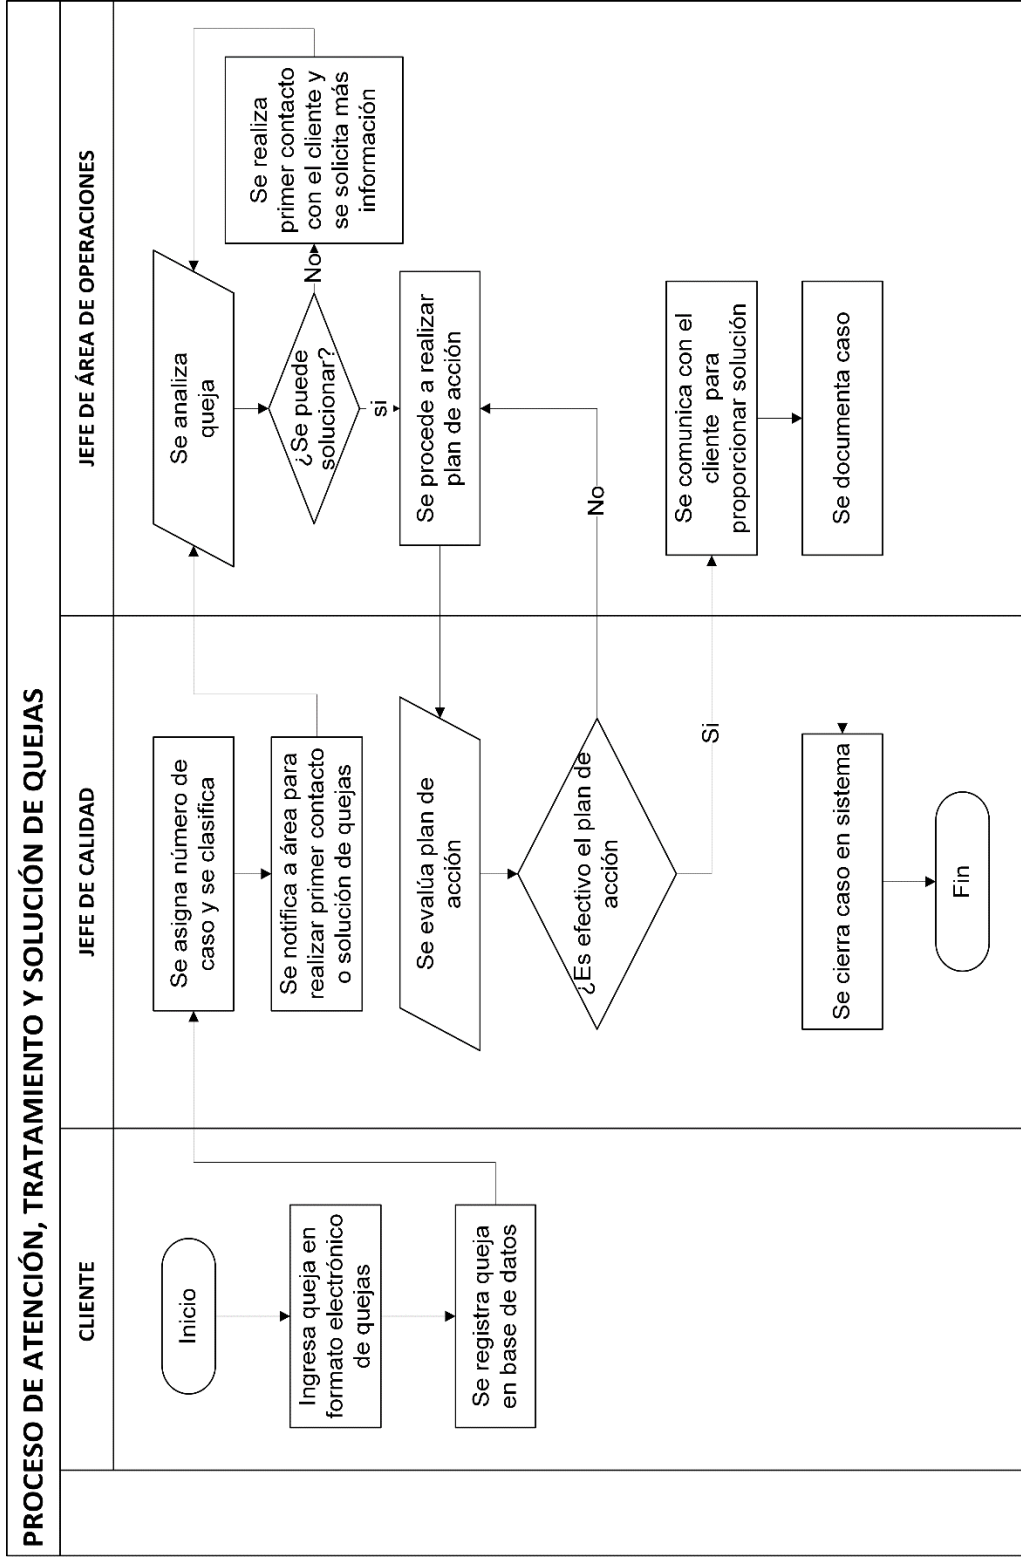 PROCESO DE ATENCIÓN, TRATAMIENTO Y SOLUCIÓN DE QUEJAS
CLIENTE
JEFE DE CALIDAD
JEFE DE ÁREA DE OPERACIONES
Inicio
Ingresa queja en
formato electrónico
de quejas
Se registra queja
en base de datos
Se asigna número de
caso y se clasifica
Se notifica a área para
realizar primer contacto
o solución de quejas
Se analiza
queja
¿Se puede
solucionar?
No
Se realiza
primer contacto
con el cliente y
se solicita más
información
si
Se procede a realizar
plan de acción
Se evalúa plan de
acción
¿Es efectivo el plan de
acción
No
Si
Se comunica con el
cliente para
proporcionar solución
Se documenta caso
Se cierra caso en sistema
Fin